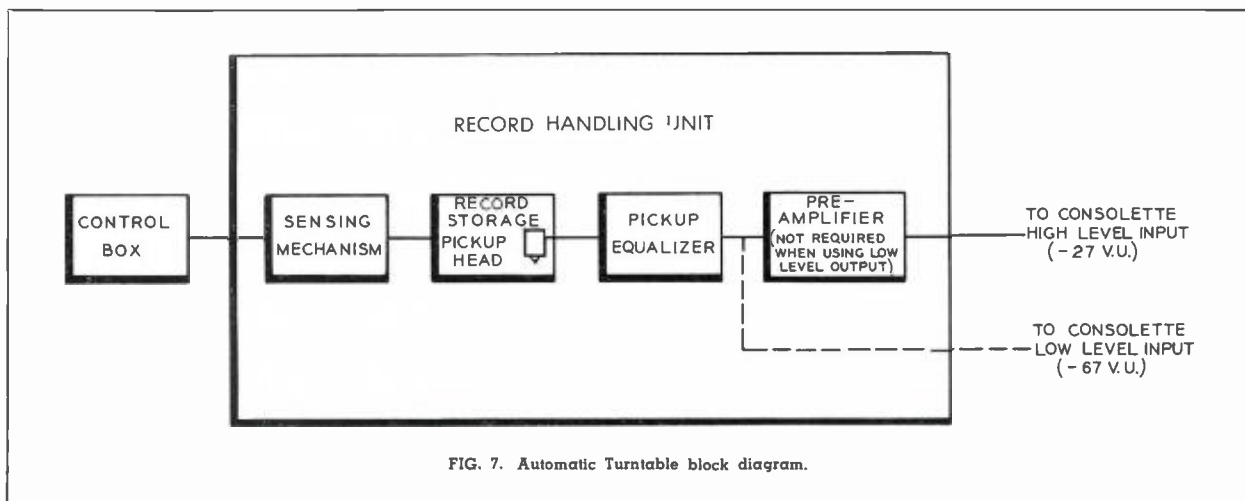 RECORD HANDLING UNIT
CONTROL
BOX
SENSING
MECHANISM
RECORD
STORAGE
PICKUP
HEAD
PICKUP
EQUALIZER
PRE-
AMPLIFIER
(NOT REQUIRED
WHEN USING LOW
LEVEL OUTPUT)
TO CONSOLETTE
HIGH LEVEL INPUT
(-27 V.U.)
TO CONSOLETTE
LOW LEVEL INPUT
(-67 V.U.)
FIG. 7. Automatic Turntable block diagram.